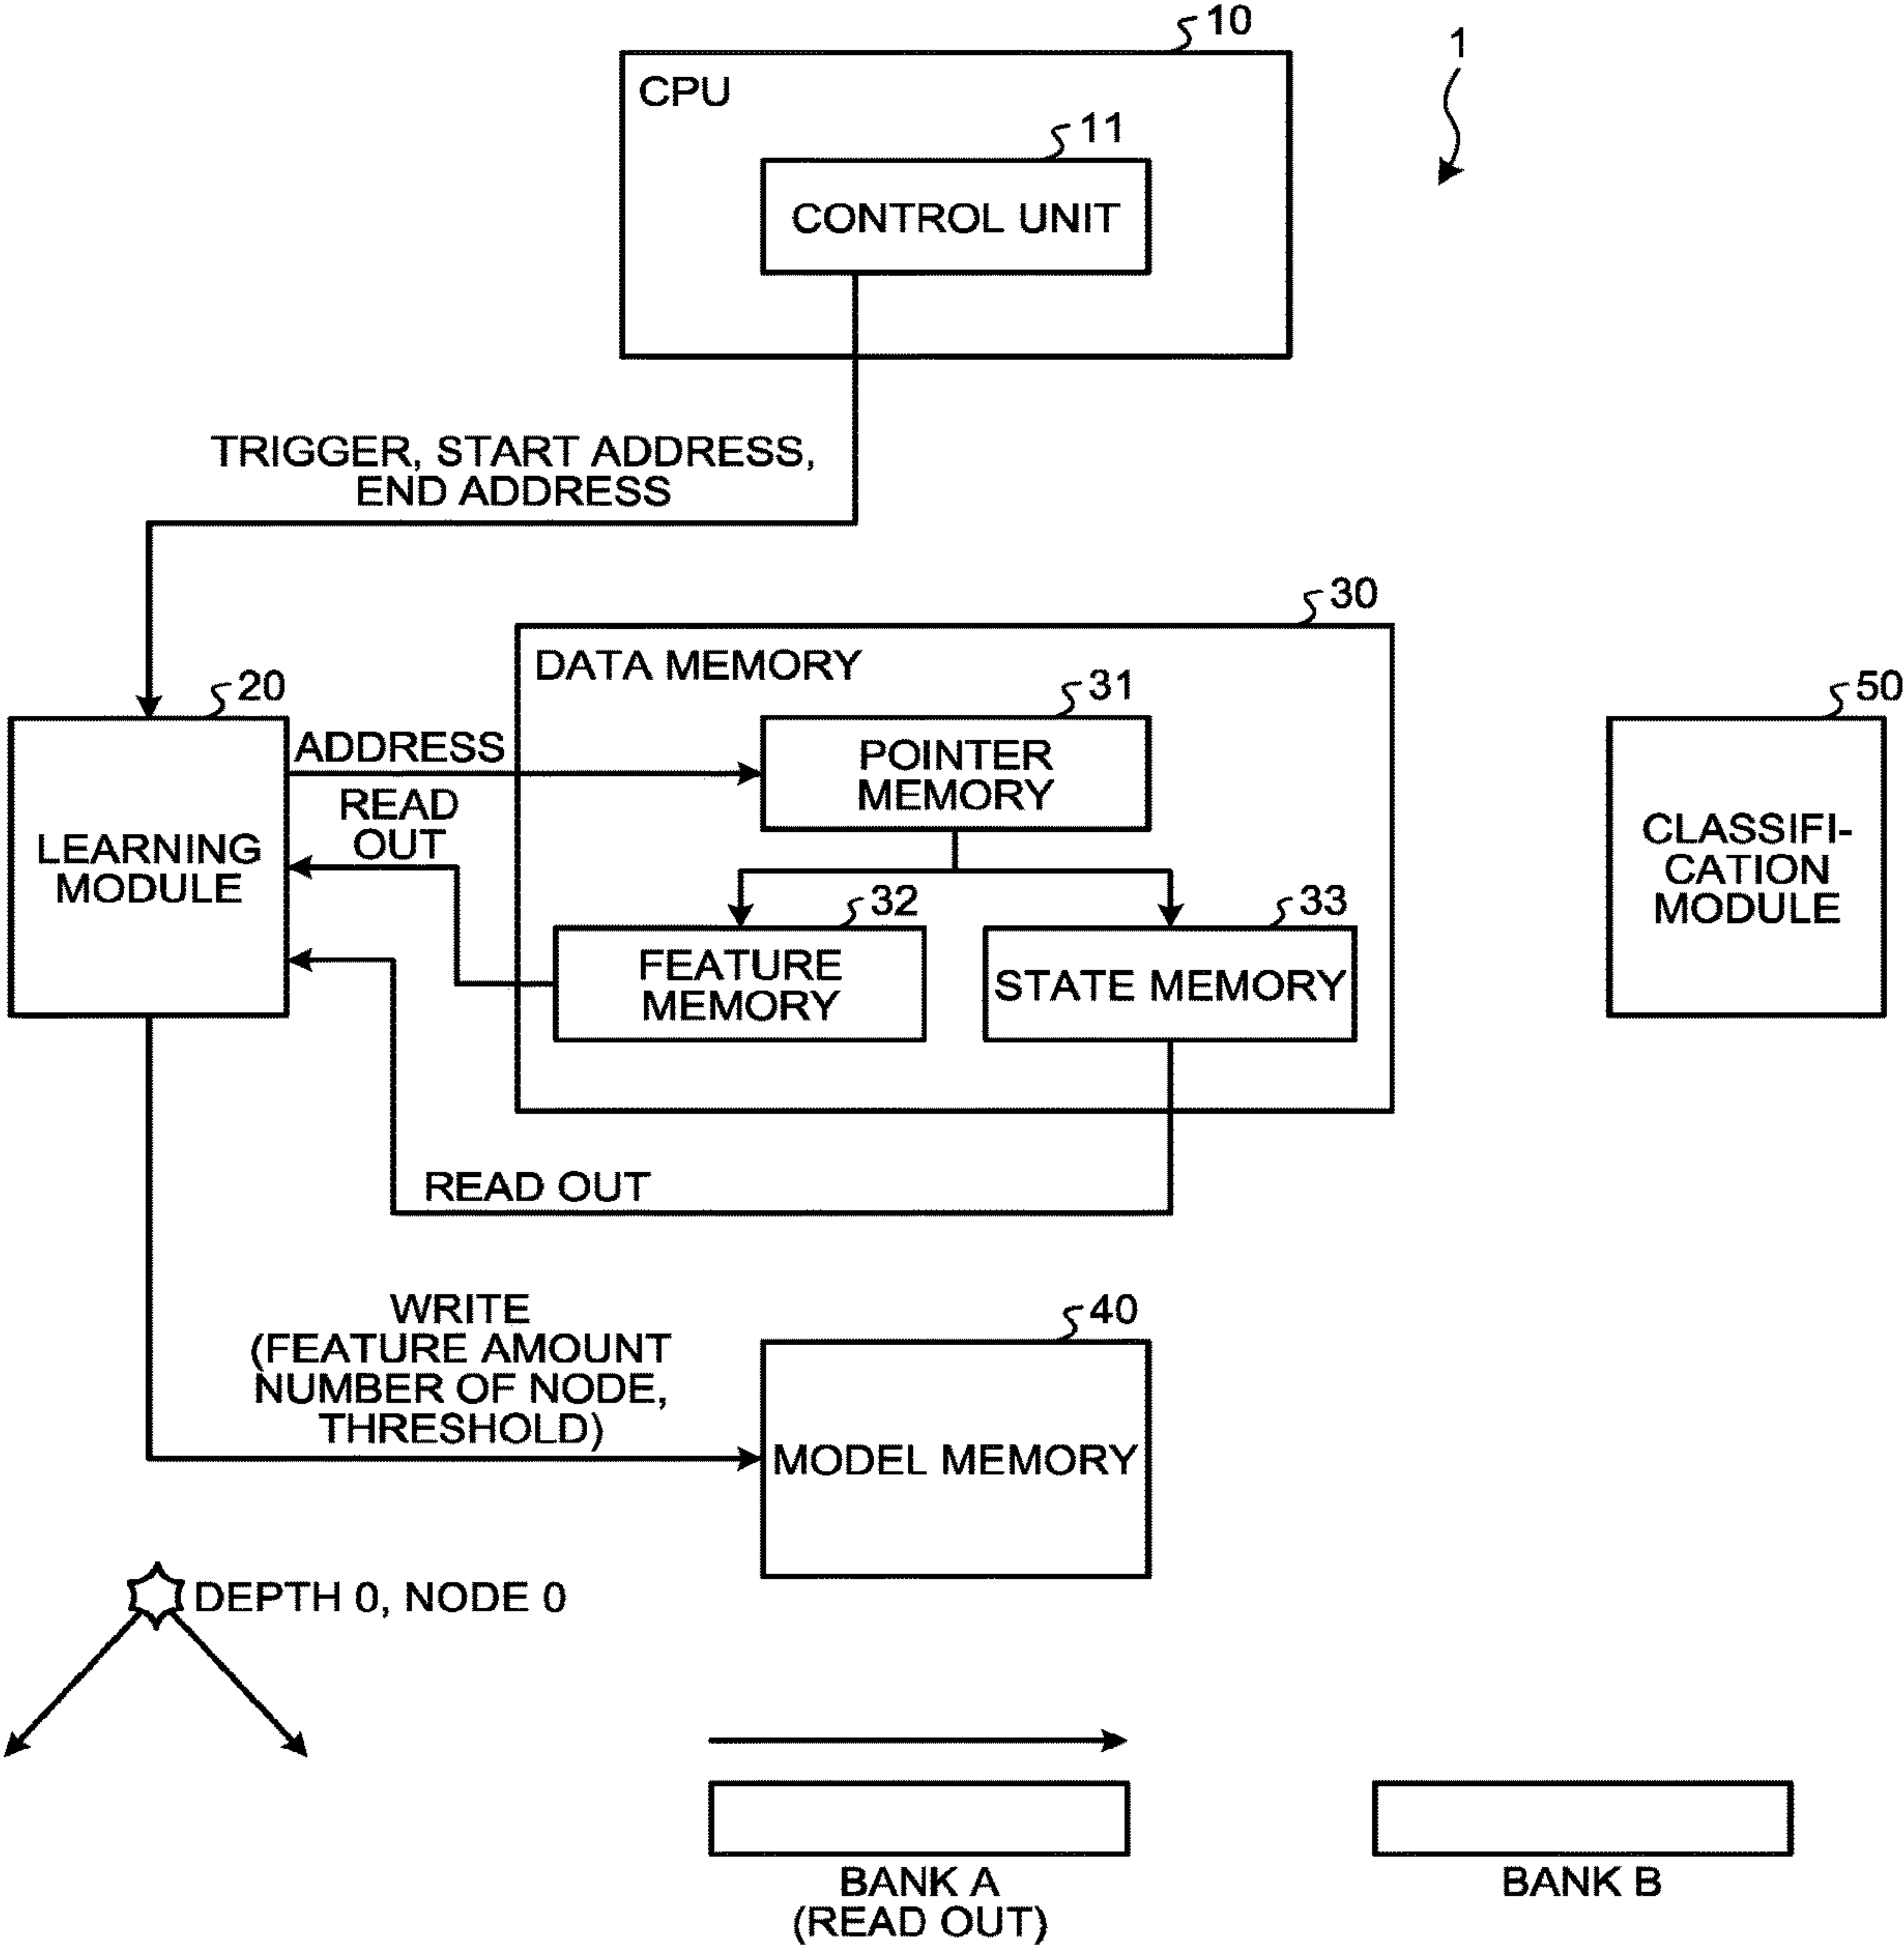 10
1
CPU
11
CONTROL UNIT
TRIGGER, START ADDRESS,
END ADDRESS
30
DATA MEMORY
20
31
50
ADDRESS
POINTER
MEMORY
READ
OUT
LEARNING
MODULE
CLASSIFI-
CATION
MODULE
32
33
FEATURE
MEMORY
STATE MEMORY
READ OUT
WRITE
(FEATURE AMOUNT
NUMBER OF NODE,
THRESHOLD)
40
MODEL MEMORY
DEPTH 0, NODE 0
BANK A
(READ OUT)
BANK B